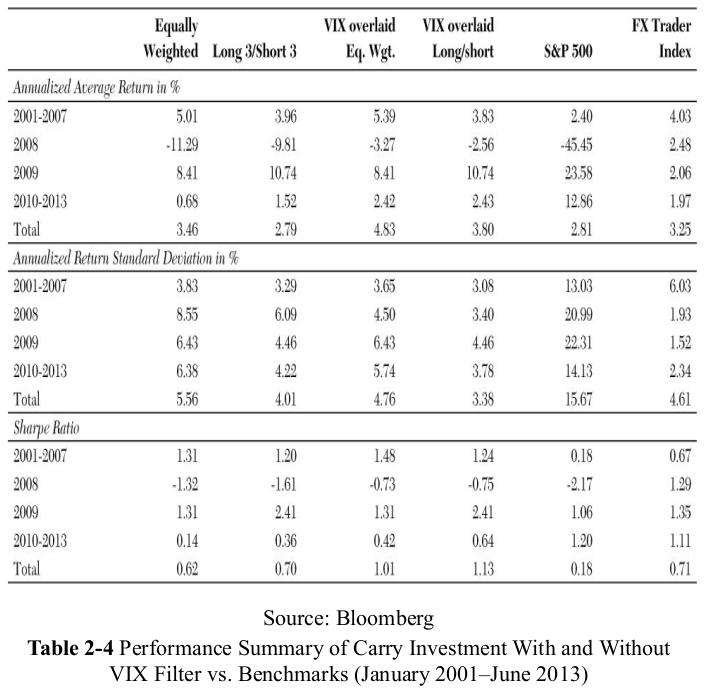 Equally Weighted Long 3/Short 3 VIX overlaid Eq. Wgt. VIX overlaid Long/short S&P 500 FX Trader Index
Annualized Average Return in %
2001-2007 5.01 3.96 5.39 3.83 2.40 4.03
2008 -11.29 -9.81 -3.27 -2.56 -45.45 2.48
2009 8.41 10.74 8.41 10.74 23.58 2.06
2010-2013 0.68 1.52 2.42 2.43 12.86 1.97
Total 3.46 2.79 4.83 3.80 2.81 3.25
Annualized Return Standard Deviation in %
2001-2007 3.83 3.29 3.65 3.08 13.03 6.03
2008 8.55 6.09 4.50 3.40 20.99 1.93
2009 6.43 4.46 6.43 4.46 22.31 1.52
2010-2013 6.38 4.22 5.74 3.78 14.13 2.34
Total 5.56 4.01 4.76 3.38 15.67 4.61
Sharpe Ratio
2001-2007 1.31 1.20 1.48 1.24 0.18 0.67
2008 -1.32 -1.61 -0.73 -0.75 -2.17 1.29
2009 1.31 2.41 1.31 2.41 1.06 1.35
2010-2013 0.14 0.36 0.42 0.64 1.20 1.11
Total 0.62 0.70 1.01 1.13 0.18 0.71
Source: Bloomberg
Table 2-4 Performance Summary of Carry Investment With and Without
VIX Filter vs. Benchmarks (January 2001–June 2013)